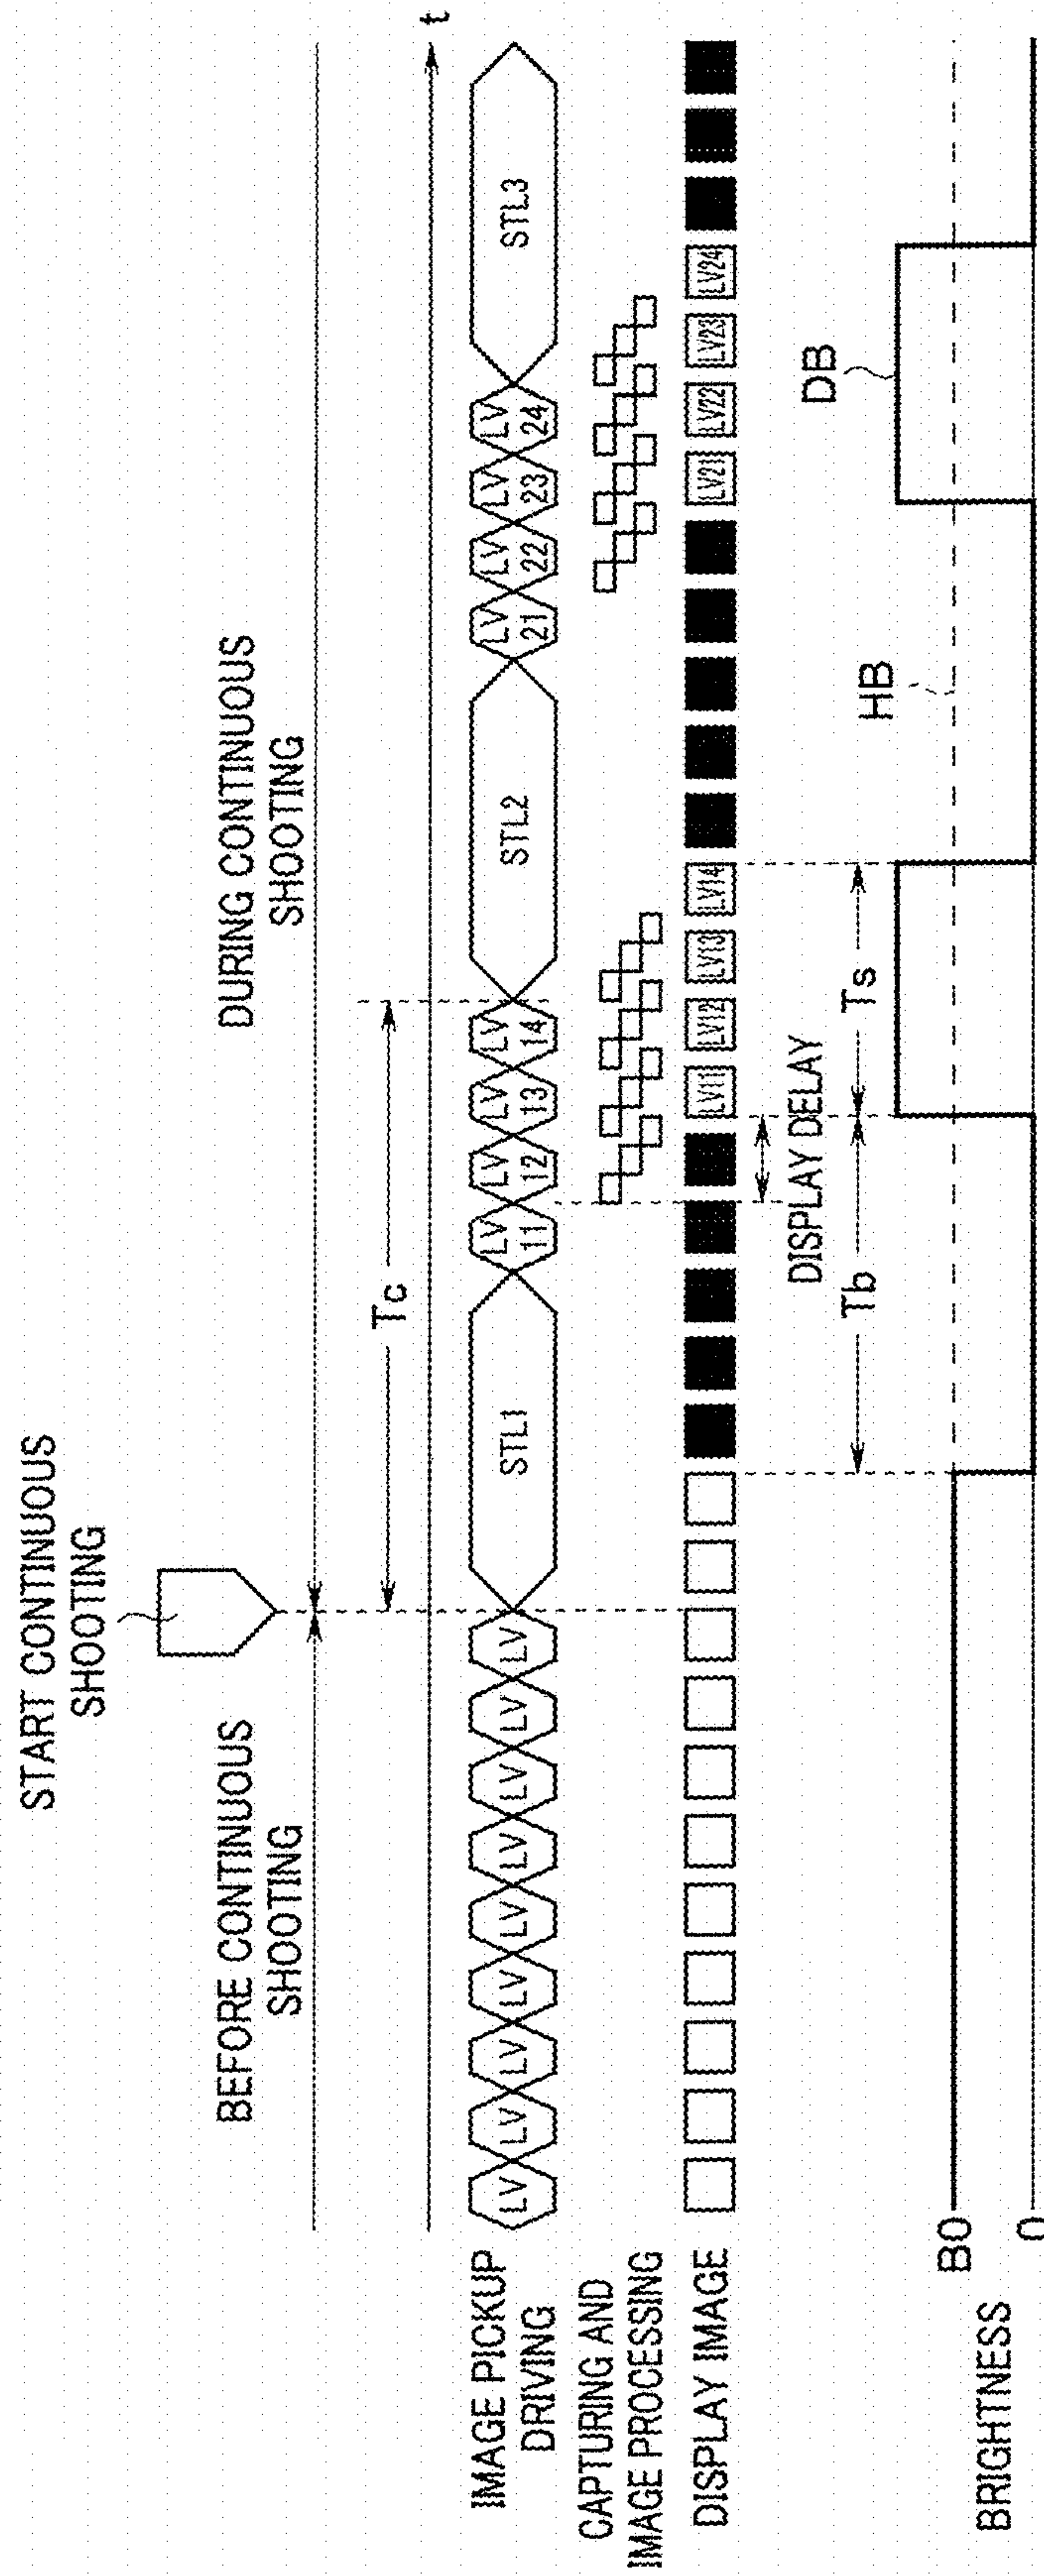 START CONTINUOUS
SHOOTING
BEFORE CONTINUOUS
SHOOTING
DURING CONTINUOUS
SHOOTING
Tc
t
IMAGE PICKUP
DRIVING
LV
LV
LV
LV
LV
LV
LV
LV
LV
STL1
LV
11
LV
12
LV
13
LV
14
STL2
LV
21
LV
22
LV
23
LV
24
STL3
CAPTURING AND
IMAGE PROCESSING
DISPLAY IMAGE
LV11
LV12
LV13
LV14
LV21
LV22
LV23
LV24
DISPLAY DELAY
Tb
Ts
HB
DB
BRIGHTNESS
B0
0